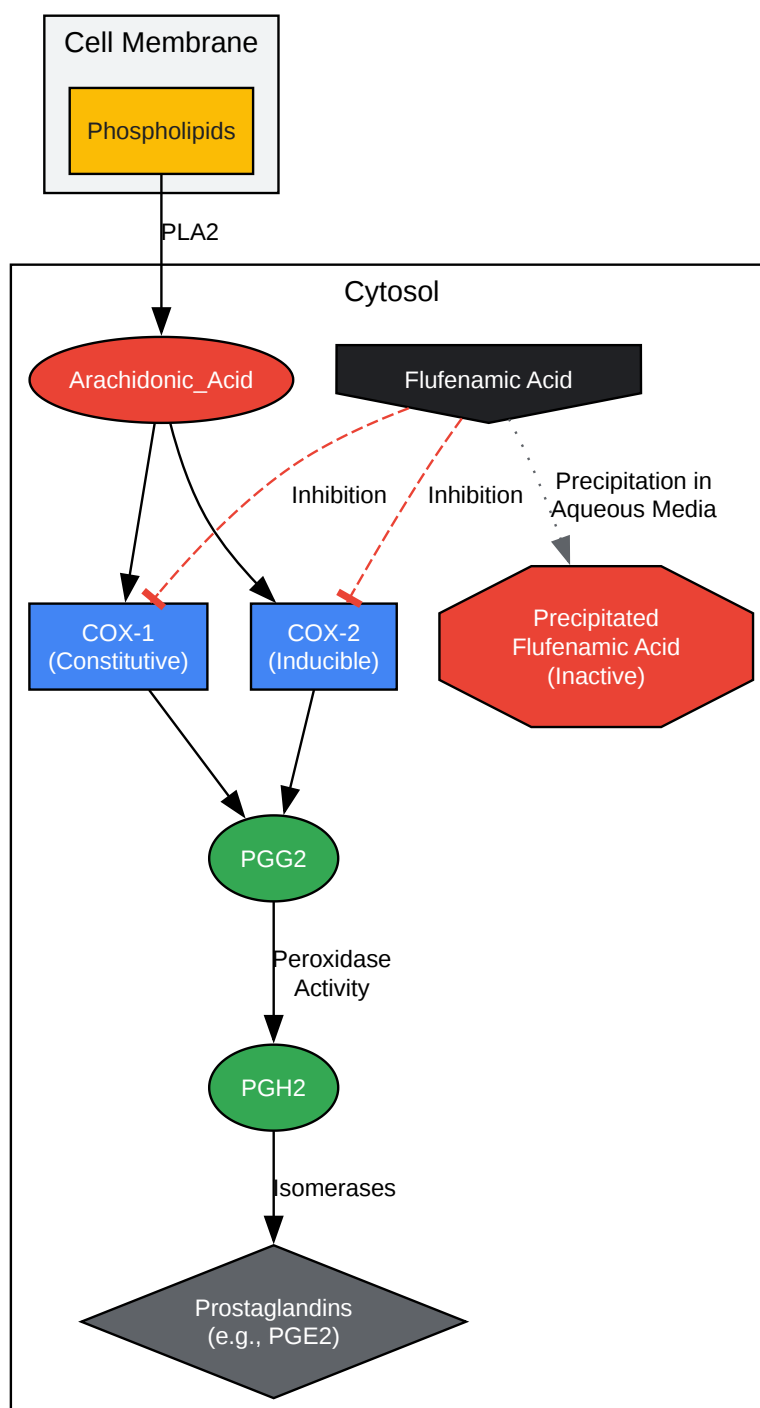 Cell Membrane
Phospholipids
PLA2
Cytosol
Arachidonic_Acid
Flufenamic Acid
Inhibition
Inhibition
Precipitation in
Aqueous Media
COX-1
(Constitutive)
COX-2
(Inducible)
Precipitated
Flufenamic Acid
(Inactive)
PGG2
Peroxidase
Activity
PGH2
Isomerases
Prostaglandins
(e.g., PGE2)